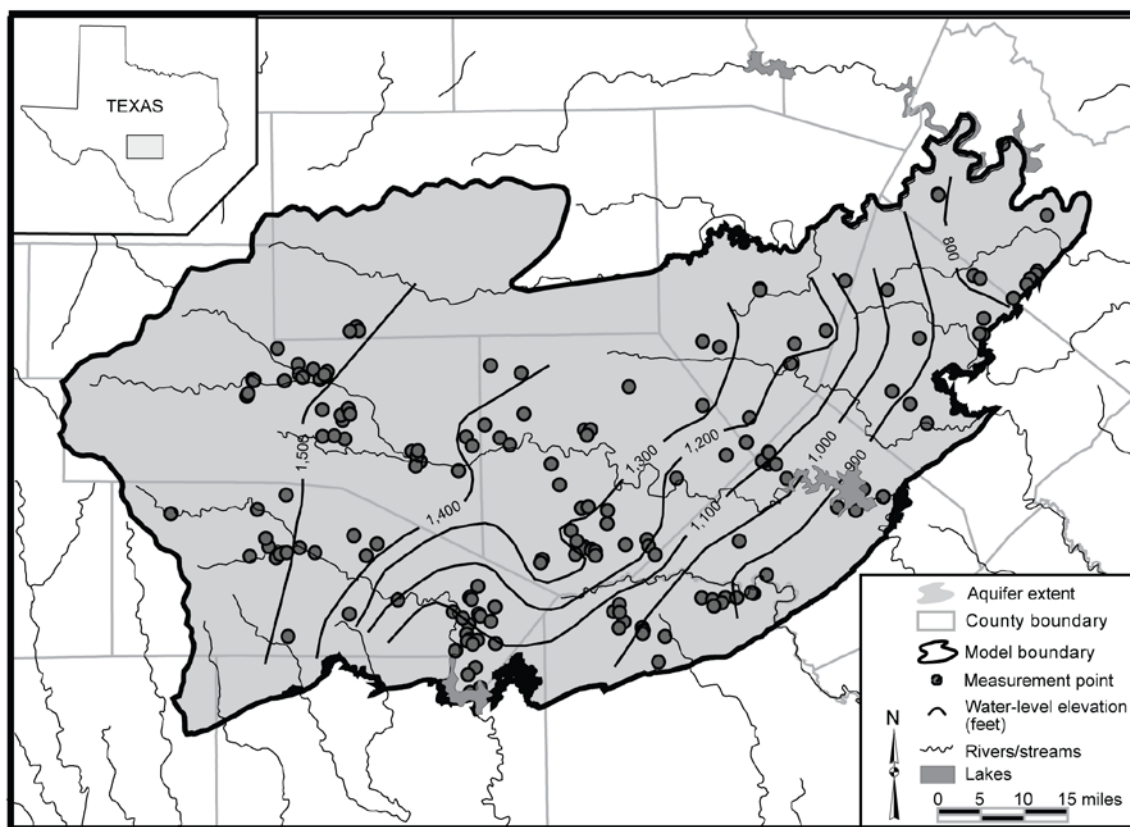 TEXAS
800
1,500
1,400
1,300
1,200
1,100
1,000
900
Aquifer extent
County boundary
Model boundary
Measurement point
Water-level elevation
(feet)
Rivers/streams
Lakes
N
0 5 10 15 miles